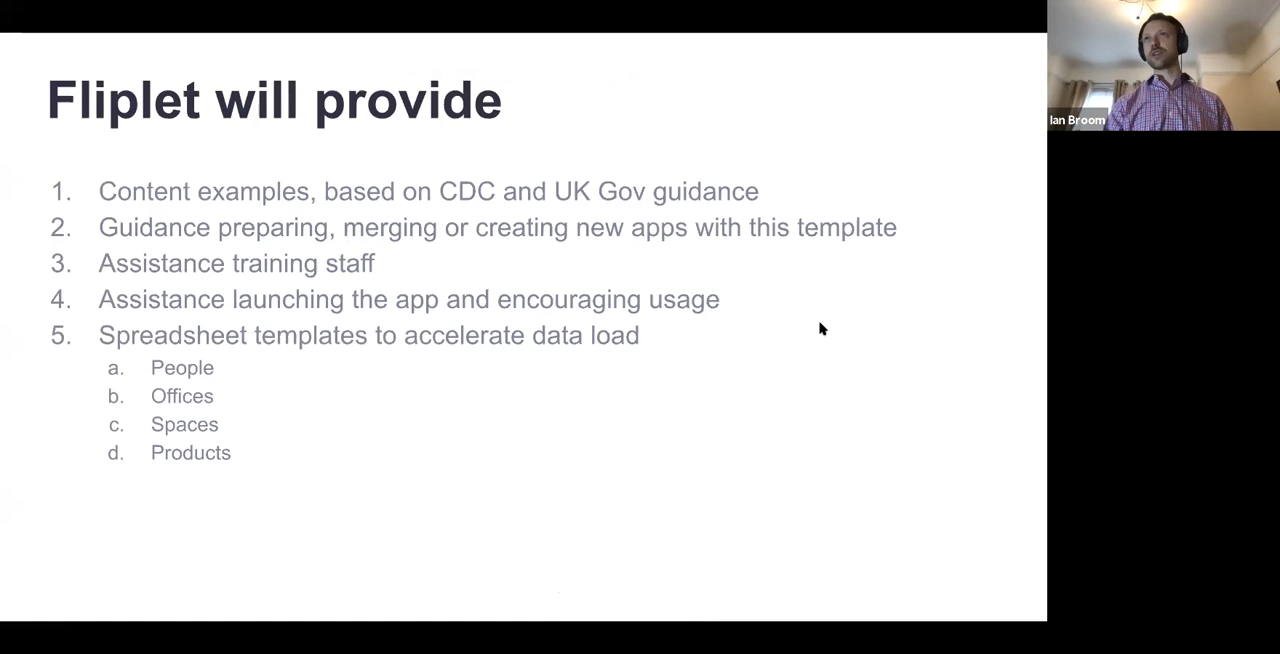 Fliplet will provide
1. Content examples, based on CDC and UK Gov guidance
2. Guidance preparing, merging or creating new apps with this template
3. Assistance training staff
4. Assistance launching the app and encouraging usage
5. Spreadsheet templates to accelerate data load
a. People
b. Offices
c. Spaces
d. Products
Ian Broom